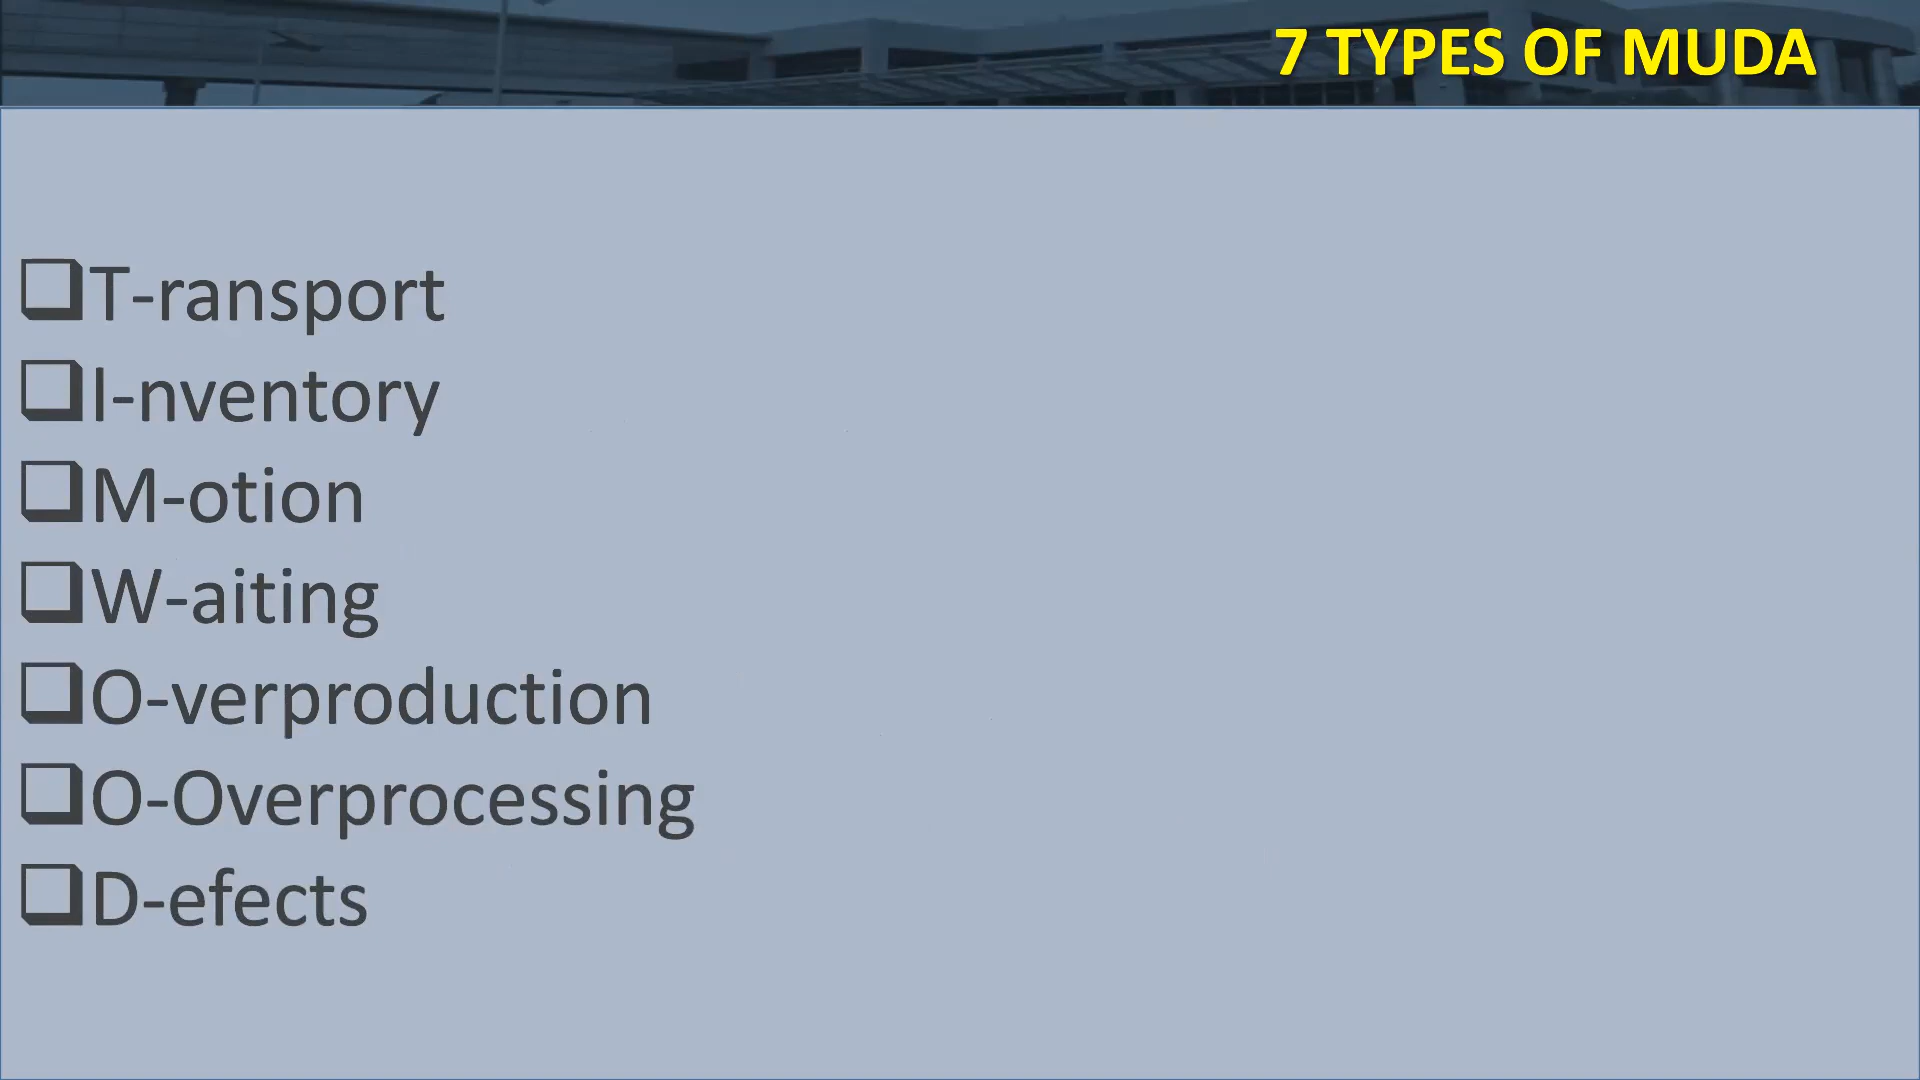 7 TYPES OF MUDA
T-ransport
I-nventory
M-otion
W-aiting
O-verproduction
O-Overprocessing
D-efects